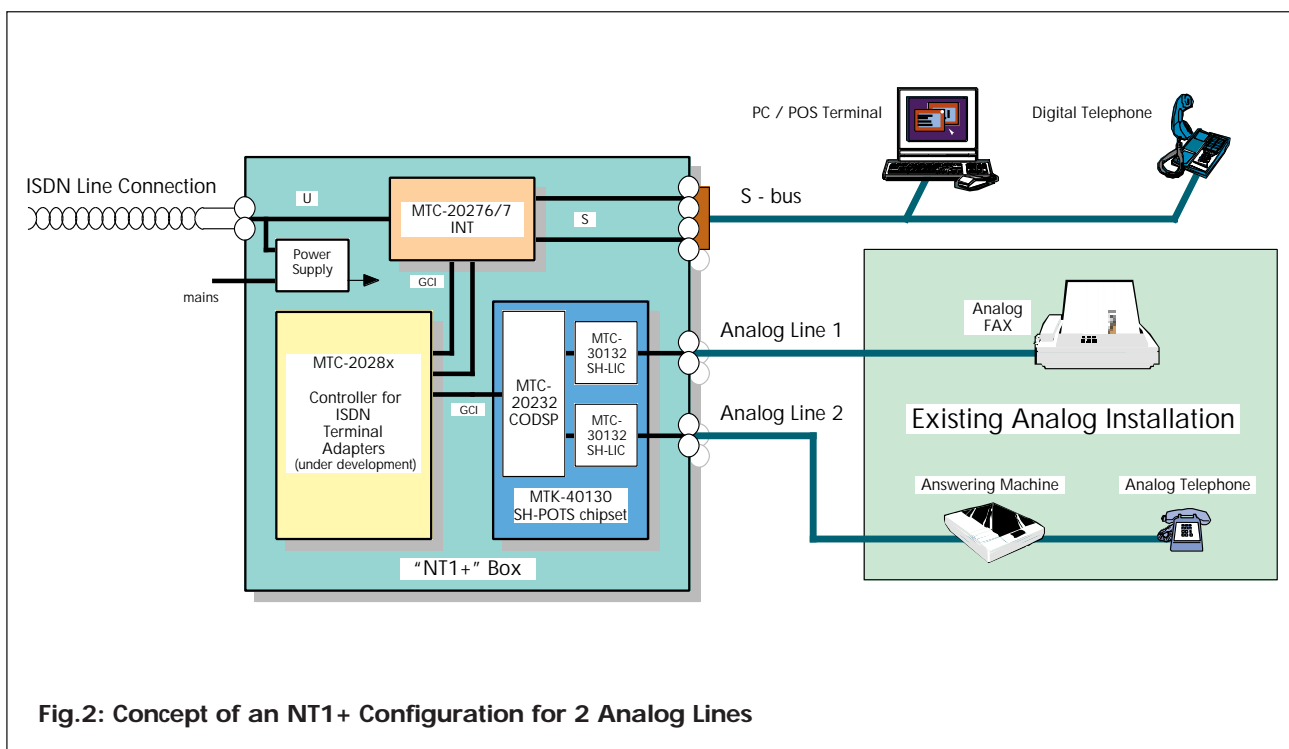 PC / POS Terminal
Digital Telephone
ISDN Line Connection
U
MTC-20276/7
INT
S
S - bus
Power
Supply
mains
GCI
MTC-2028x
Controller for
ISDN
Terminal
Adapters
(under development)
GCI
MTC-
20232
CODSP
MTC-
30132
SH-LIC
MTC-
30132
SH-LIC
MTK-40130
SH-POTS chipset
"NT1+" Box
Analog Line 1
Analog
FAX
Analog Line 2
Existing Analog Installation
Answering Machine
Analog Telephone
Fig.2: Concept of an NT1+ Configuration for 2 Analog Lines